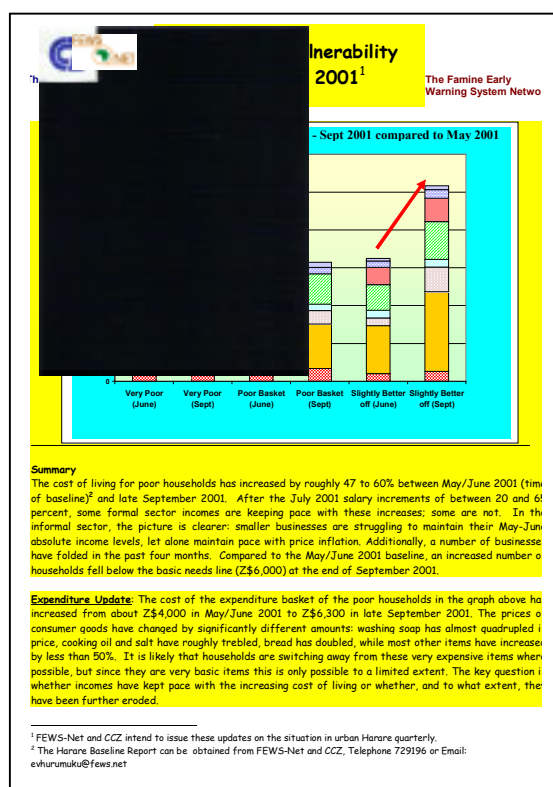 FEWS
NET
Vulnerability
2001¹
The Famine Early
Warning System Netwo
- Sept 2001 compared to May 2001
0
Very Poor (June) Very Poor (Sept) Poor Basket (June) Poor Basket (Sept) Slightly Better off (June) Slightly Better off (Sept)
Summary
The cost of living for poor households has increased by roughly 47 to 60% between May/June 2001 (time
of baseline)² and late September 2001. After the July 2001 salary increments of between 20 and 65
percent, some formal sector incomes are keeping pace with these increases; some are not. In the
informal sector, the picture is clearer: smaller businesses are struggling to maintain their May-June
absolute income levels, let alone maintain pace with price inflation. Additionally, a number of businesse
have folded in the past four months. Compared to the May/June 2001 baseline, an increased number o
households fell below the basic needs line (Z$6,000) at the end of September 2001.
Expenditure Update: The cost of the expenditure basket of the poor households in the graph above ha
increased from about Z$4,000 in May/June 2001 to Z$6,300 in late September 2001. The prices o
consumer goods have changed by significantly different amounts: washing soap has almost quadrupled i
price, cooking oil and salt have roughly trebled, bread has doubled, while most other items have increase
by less than 50%. It is likely that households are switching away from these very expensive items where
possible, but since they are very basic items this is only possible to a limited extent. The key question i
whether incomes have kept pace with the increasing cost of living or whether, and to what extent, they
have been further eroded.
¹ FEWS-Net and CCZ intend to issue these updates on the situation in urban Harare quarterly.
² The Harare Baseline Report can be obtained from FEWS-Net and CCZ, Telephone 729196 or Email:
evhurumuku@fews.net